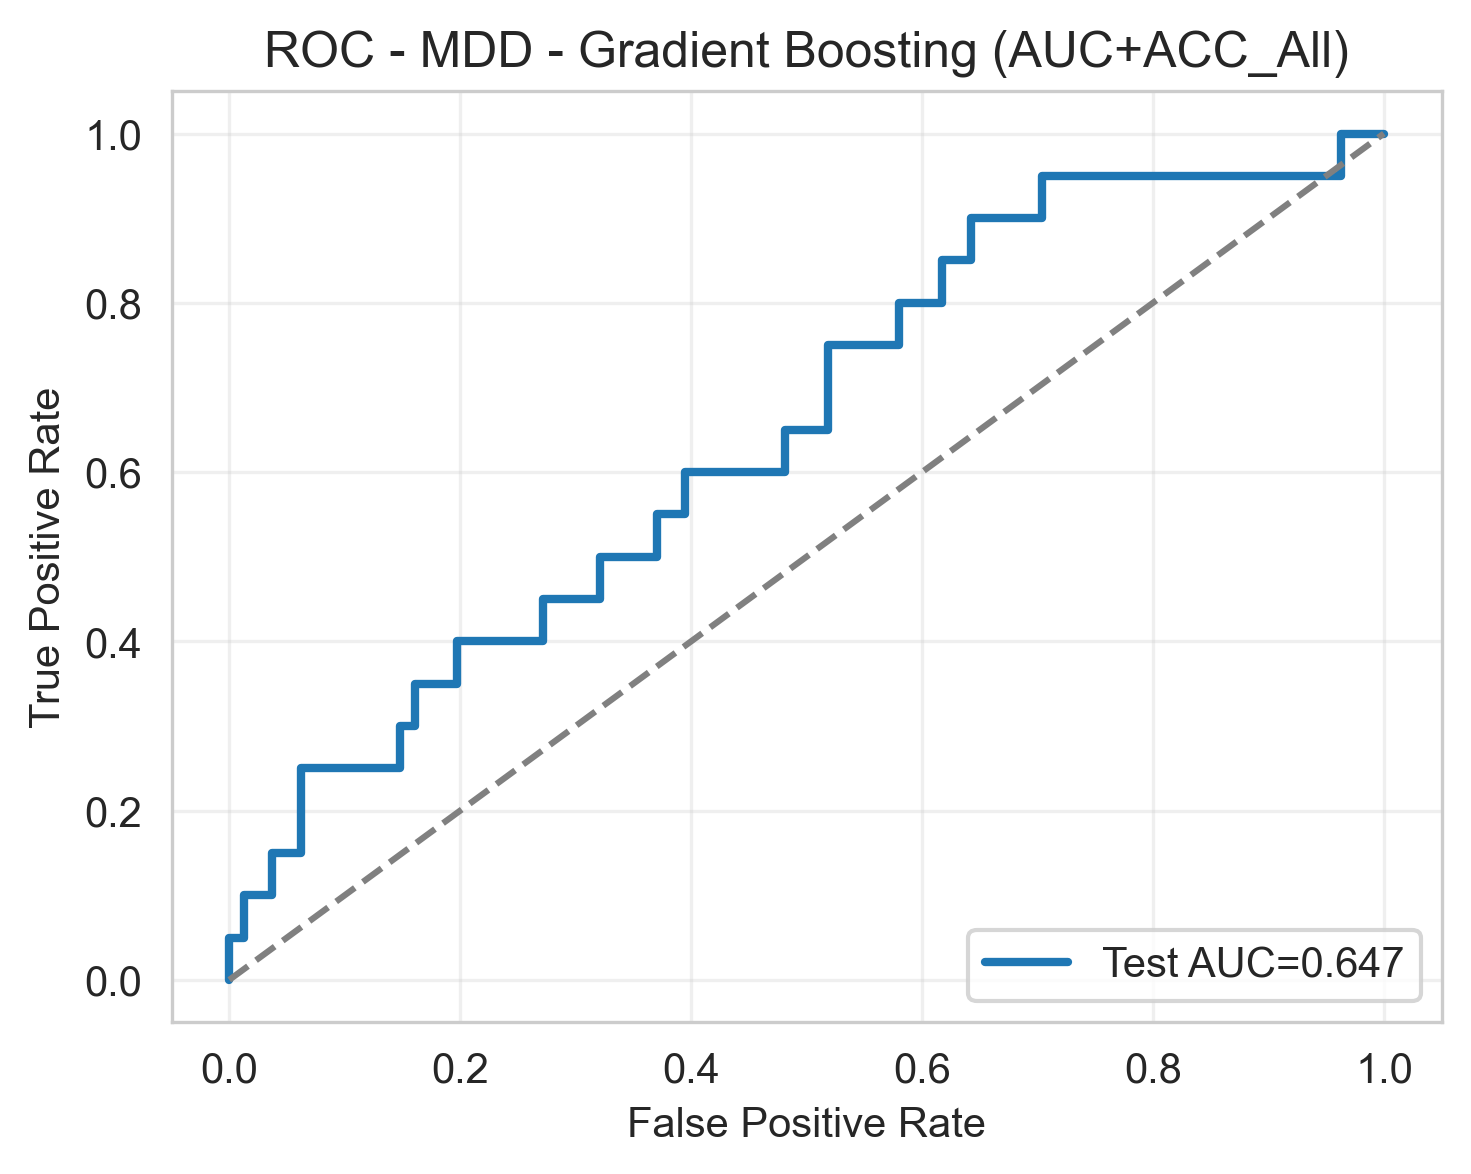 ROC - MDD - Gradient Boosting (AUC+ACC_All)
True Positive Rate
1.0
0.8
0.6
0.4
0.2
0.0
Test AUC=0.647
0.0 0.2 0.4 0.6 0.8 1.0
False Positive Rate